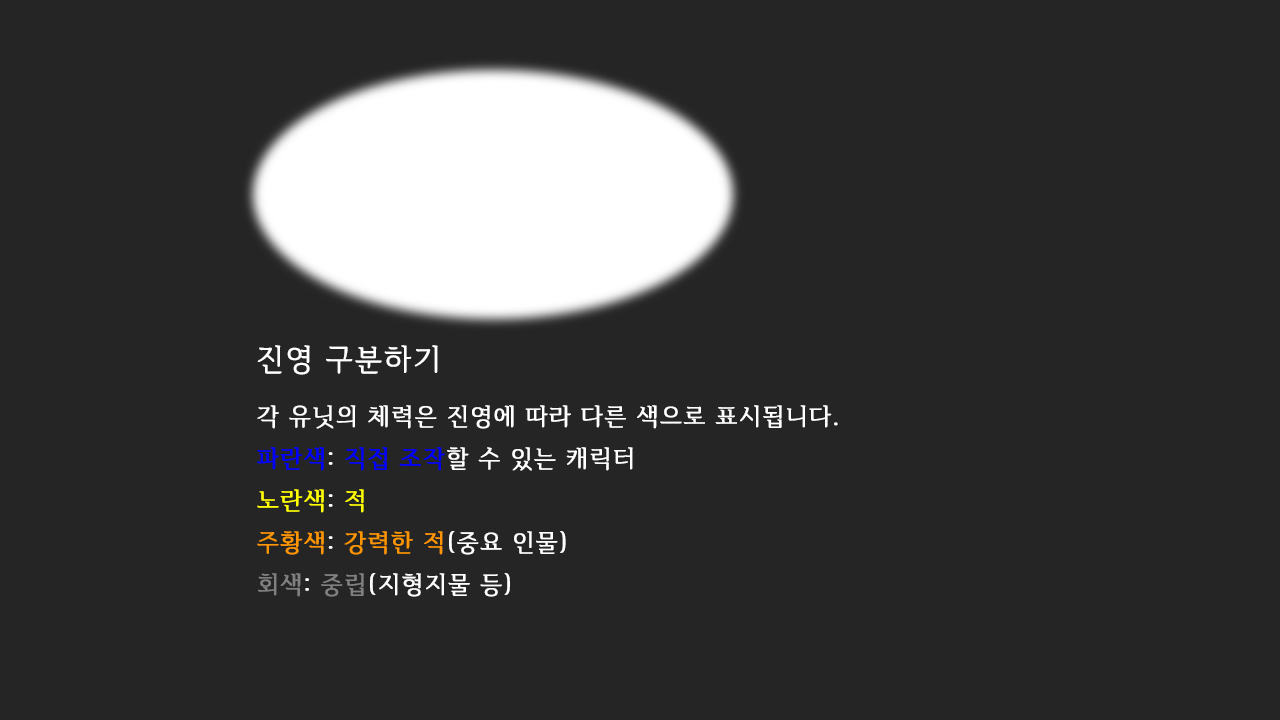 진영 구분하기
각 유닛의 체력은 진영에 따라 다른 색으로 표시됩니다.
파란색: 직접 조작할 수 있는 캐릭터
노란색: 적
주황색: 강력한 적(중요 인물)
회색: 중립(지형지물 등)